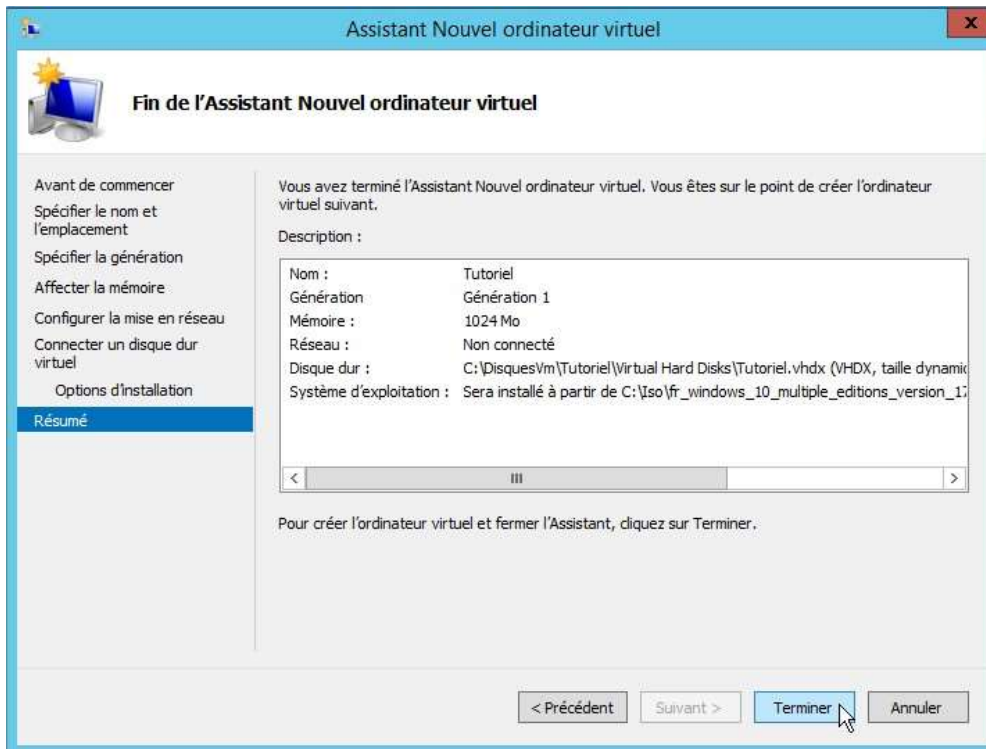 Assistant Nouvel ordinateur virtuel
x
Fin de l'Assistant Nouvel ordinateur virtuel
Avant de commencer
Spécifier le nom et
l'emplacement
Spécifier la génération
Affecter la mémoire
Configurer la mise en réseau
Connecter un disque dur
virtuel
Options d'installation
Résumé
Vous avez terminé l'Assistant Nouvel ordinateur virtuel. Vous êtes sur le point de créer l'ordinateur
virtuel suivant.
Description :
Nom : Tutoriel
Génération Génération 1
Mémoire : 1024 Mo
Réseau : Non connecté
Disque dur : C:\DisquesVm\Tutoriel\Virtual Hard Disks\Tutoriel.vhdx (VHDX, taille dynamic
Système d'exploitation : Sera installé à partir de C:\Iso\fr_windows_10_multiple_editions_version_17
Pour créer l'ordinateur virtuel et fermer l'Assistant, cliquez sur Terminer.
< Précédent Suivant > Terminer Annuler